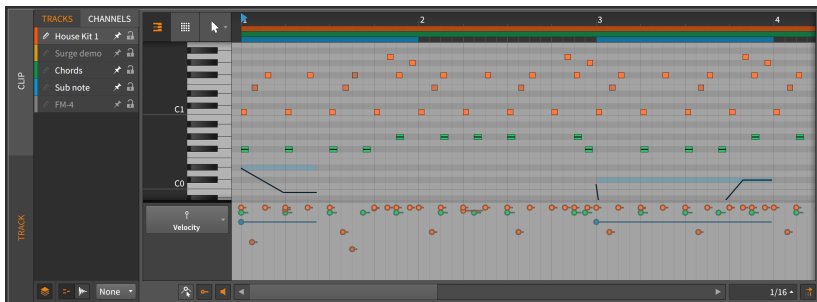 TRACKS CHANNELS
House Kit 1
Surge demo
Chords
Sub note
FM-4
CLIP
TRACK
1 2 3 4
C1
C0
Velocity
None
1/16